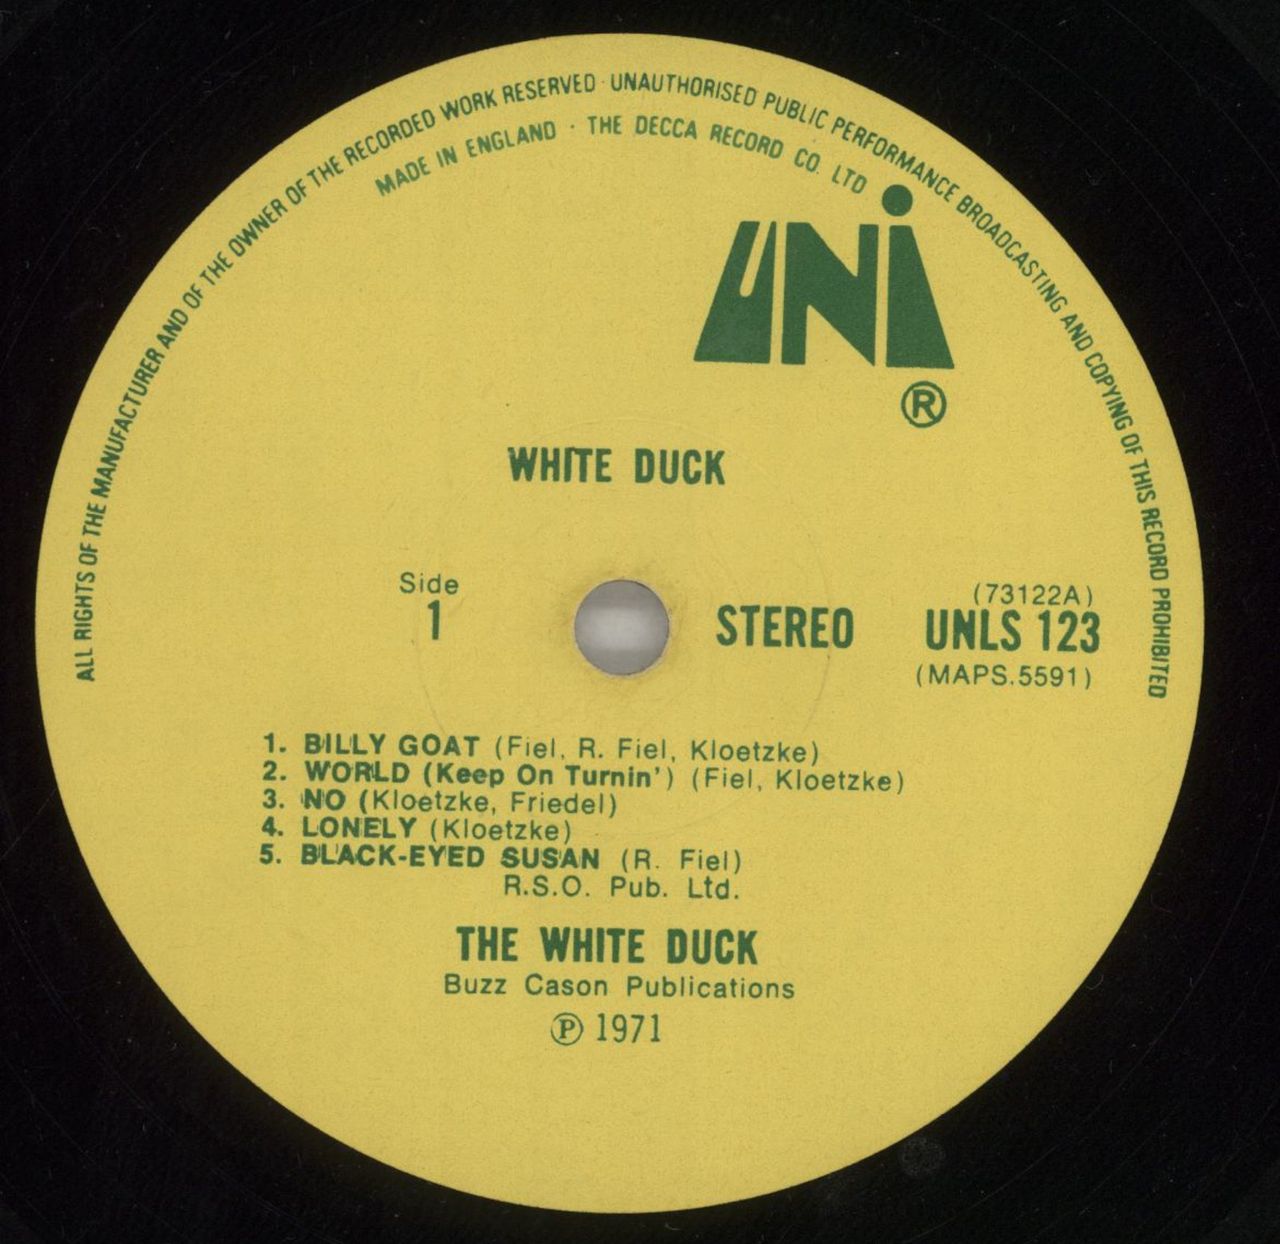 ALL RIGHTS OF THE MANUFACTURER AND OF THE OWNER OF THE RECORDED WORK RESERVED · UNAUTHORISED PUBLIC PERFORMANCE BROADCASTING AND COPYING OF THIS RECORD PROHIBITED
MADE IN ENGLAND · THE DECCA RECORD CO. LTD
UNi
®
WHITE DUCK
Side
1
STEREO
(73122A)
UNLS 123
(MAPS.5591)
1. BILLY GOAT (Fiel, R. Fiel, Kloetzke)
2. WORLD (Keep On Turnin') (Fiel, Kloetzke)
3. NO (Kloetzke, Friedel)
4. LONELY (Kloetzke)
5. BLACK-EYED SUSAN (R. Fiel)
R.S.O. Pub. Ltd.
THE WHITE DUCK
Buzz Cason Publications
℗ 1971